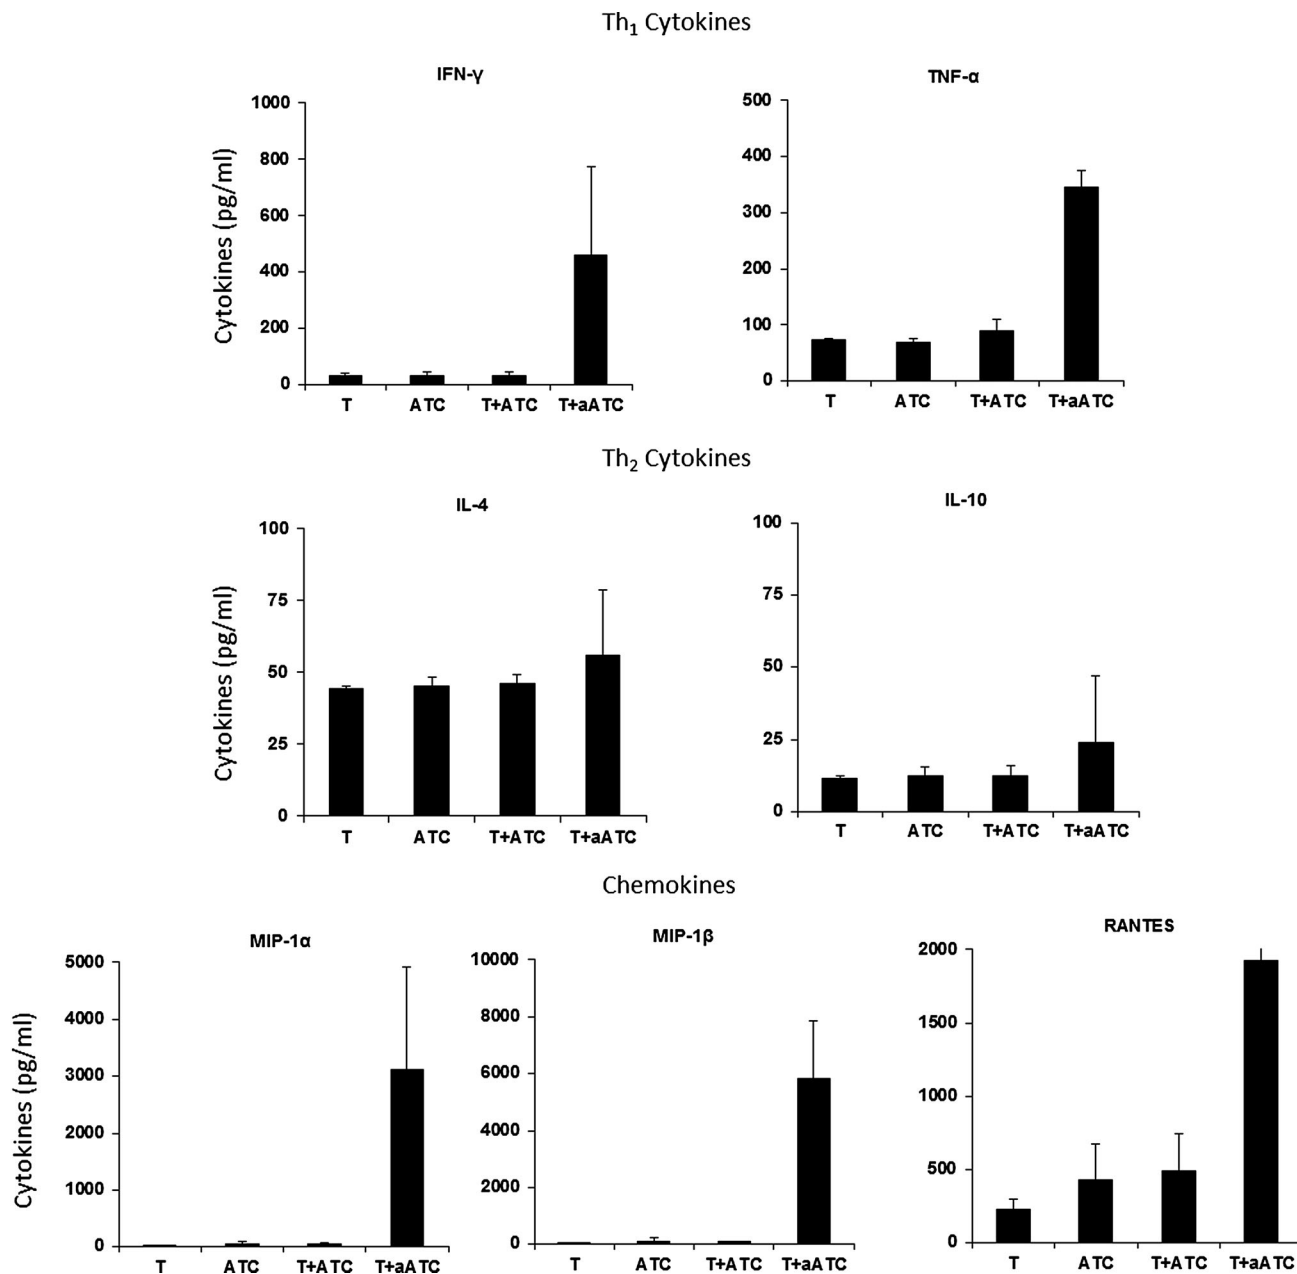 Th₁ Cytokines
IFN-γ
Cytokines (pg/ml)
1000
800
600
400
200
0
T ATC T+ATC T+aATC
TNF-α
500
400
300
200
100
0
T ATC T+ATC T+aATC
Th₂ Cytokines
IL-4
Cytokines (pg/ml)
100
75
50
25
0
T ATC T+ATC T+aATC
IL-10
100
75
50
25
0
T ATC T+ATC T+aATC
Chemokines
MIP-1α
Cytokines (pg/ml)
5000
4000
3000
2000
1000
0
T ATC T+ATC T+aATC
MIP-1β
10000
8000
6000
4000
2000
0
T ATC T+ATC T+aATC
RANTES
2000
1500
1000
500
0
T ATC T+ATC T+aATC